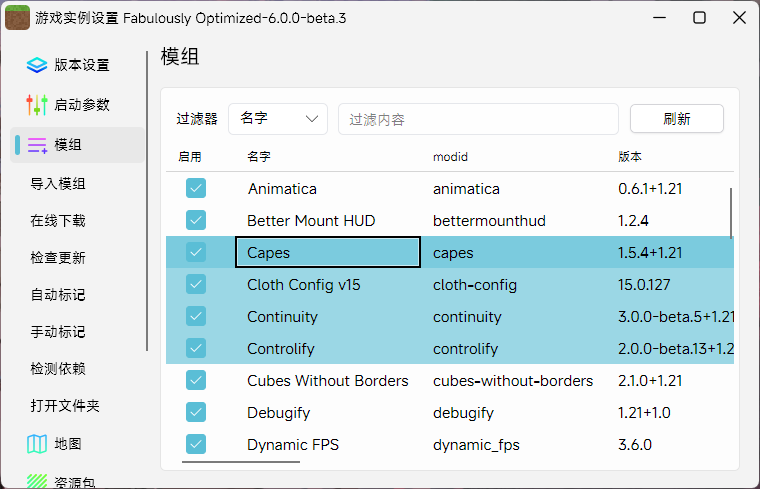 游戏实例设置 Fabulously Optimized-6.0.0-beta.3
版本设置
启动参数
模组
导入模组
在线下载
检查更新
自动标记
手动标记
检测依赖
打开文件夹
地图
资源包
模组
过滤器 名字 过滤内容 刷新
启用 名字 modid 版本
Animatica animatica 0.6.1+1.21
Better Mount HUD bettermounthud 1.2.4
Capes capes 1.5.4+1.21
Cloth Config v15 cloth-config 15.0.127
Continuity continuity 3.0.0-beta.5+1.21
Controlify controlify 2.0.0-beta.13+1.2
Cubes Without Borders cubes-without-borders 2.1.0+1.21
Debugify debugify 1.21+1.0
Dynamic FPS dynamic_fps 3.6.0